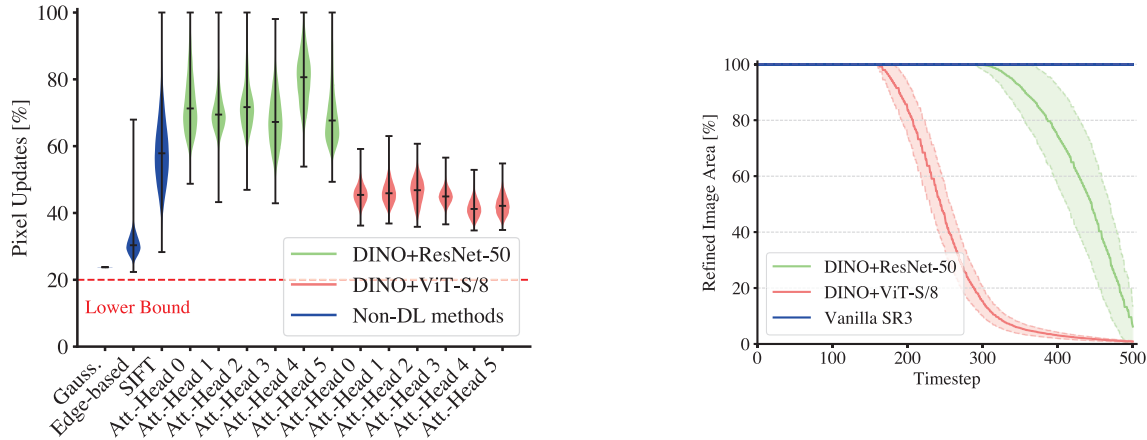 Pixel Updates [%]
100
80
60
40
20
0
Lower Bound
DINO+ResNet-50
DINO+ViT-S/8
Non-DL methods
Gauss.
Edge-based
SIFT
Att.-Head 0
Att.-Head 1
Att.-Head 2
Att.-Head 3
Att.-Head 4
Att.-Head 5
Att.-Head 0
Att.-Head 1
Att.-Head 2
Att.-Head 3
Att.-Head 4
Att.-Head 5
Refined Image Area [%]
100
80
60
40
20
0
DINO+ResNet-50
DINO+ViT-S/8
Vanilla SR3
0 100 200 300 400 500
Timestep